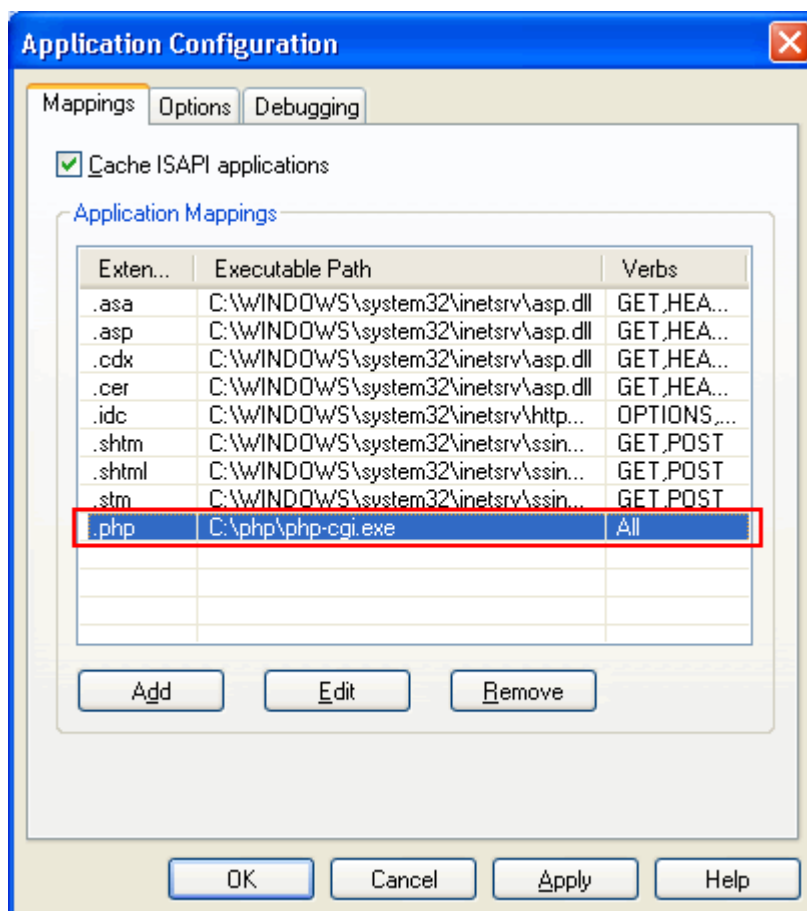 Application Configuration
Mappings Options Debugging
Cache ISAPI applications
Application Mappings
Exten... Executable Path Verbs
.asa C:\WINDOWS\system32\inetsrv\asp.dll GET,HEA...
.asp C:\WINDOWS\system32\inetsrv\asp.dll GET,HEA...
.cdx C:\WINDOWS\system32\inetsrv\asp.dll GET,HEA...
.cer C:\WINDOWS\system32\inetsrv\asp.dll GET,HEA...
.idc C:\WINDOWS\system32\inetsrv\http... OPTIONS,...
.shtm C:\WINDOWS\system32\inetsrv\ssin... GET,POST
.shtml C:\WINDOWS\system32\inetsrv\ssin... GET,POST
.stm C:\WINDOWS\system32\inetsrv\ssin... GET,POST
.php C:\php\php-cgi.exe All
Add Edit Remove
OK Cancel Apply Help